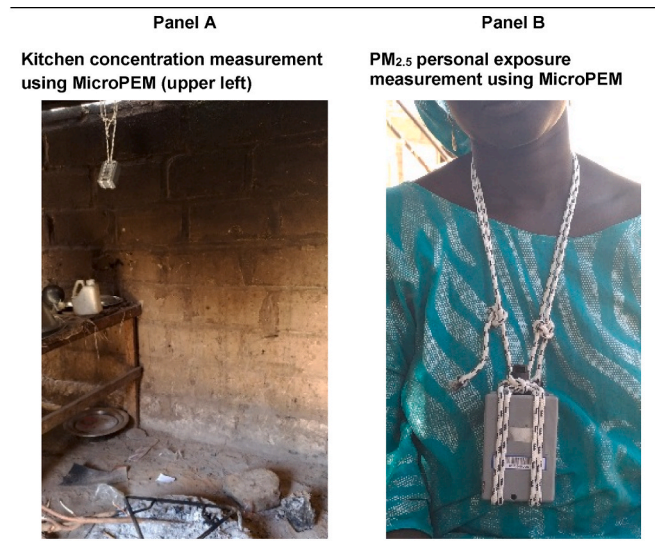 Panel A
Kitchen concentration measurement
using MicroPEM (upper left)
Panel B
PM2.5 personal exposure
measurement using MicroPEM